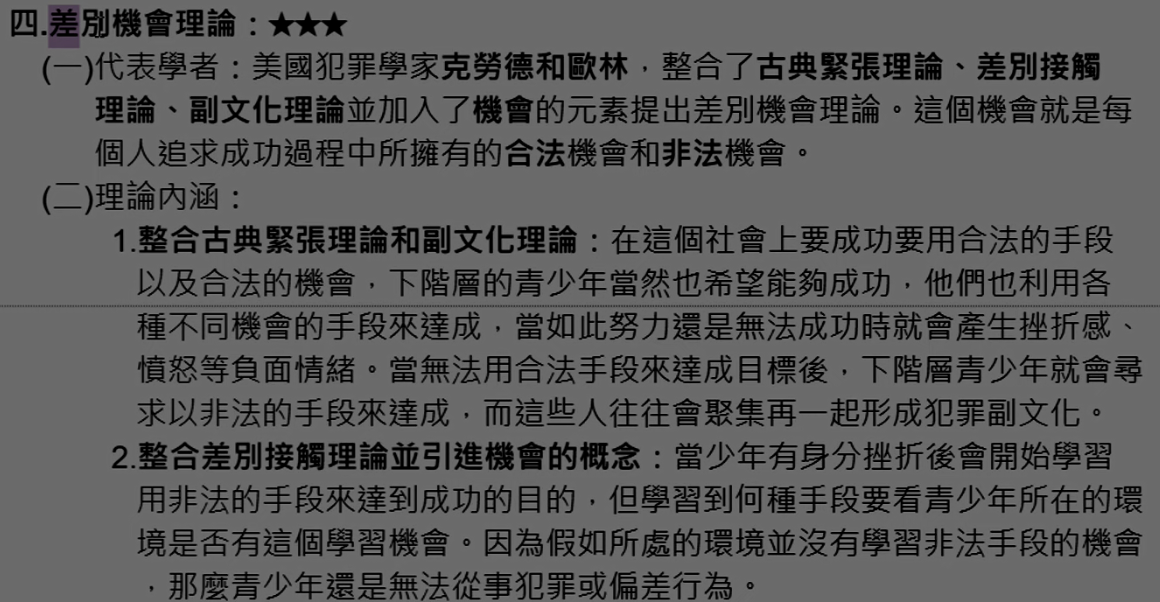 四.差別機會理論：★★★
(一)代表學者：美國犯罪學家克勞德和歐林，整合了古典緊張理論、差別接觸
理論、副文化理論並加入了機會的元素提出差別機會理論。這個機會就是每
個人追求成功過程中所擁有的合法機會和非法機會。
(二)理論內涵：
1.整合古典緊張理論和副文化理論：在這個社會上要成功要用合法的手段
以及合法的機會，下階層的青少年當然也希望能夠成功，他們也利用各
種不同機會的手段來達成，當如此努力還是無法成功時就會產生挫折感、
憤怒等負面情緒。當無法用合法手段來達成目標後，下階層青少年就會尋
求以非法的手段來達成，而這些人往往會聚集再一起形成犯罪副文化。
2.整合差別接觸理論並引進機會的概念：當少年有身分挫折後會開始學習
用非法的手段來達到成功的目的，但學習到何種手段要看青少年所在的環
境是否有這個學習機會。因為假如所處的環境並沒有學習非法手段的機會
，那麼青少年還是無法從事犯罪或偏差行為。